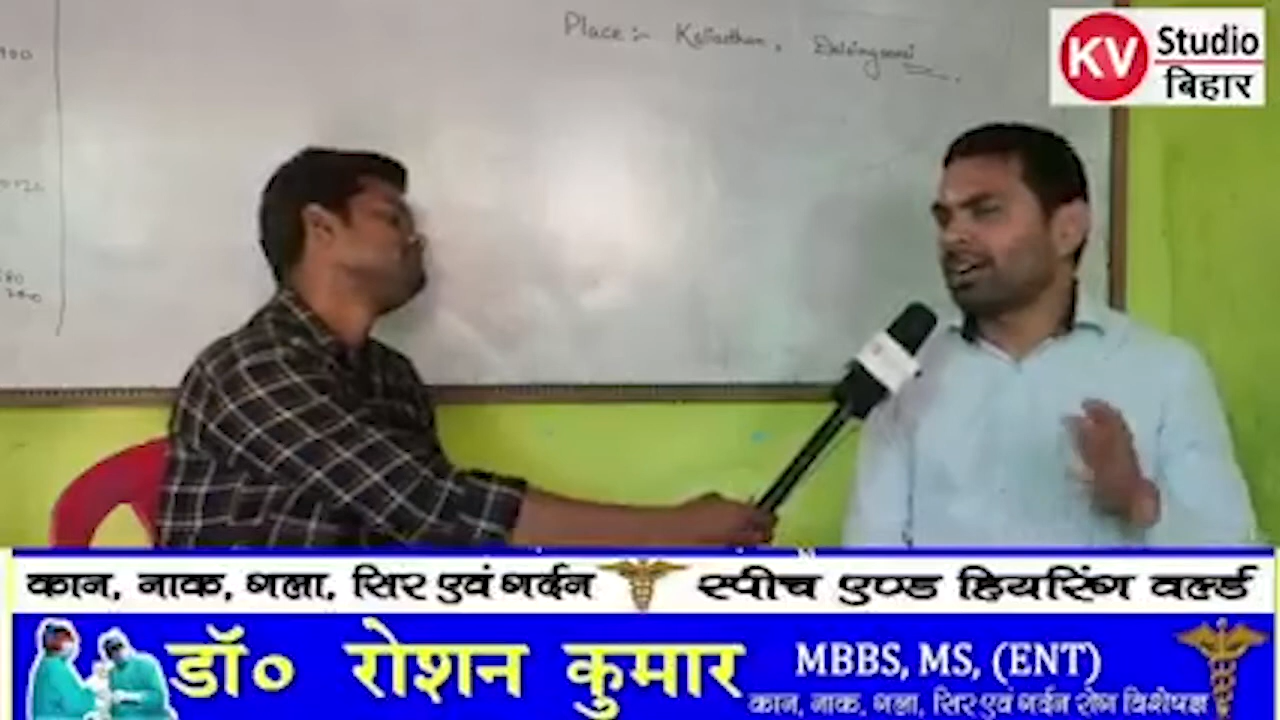 Place:-
KV Studio
बिहार
कान, नाक, गला, सिर एवं गर्दन स्पीच एण्ड हियरिंग वर्ल्ड
डॉ० रोशन कुमार MBBS, MS, (ENT)
कान, नाक, गला, सिर एवं गर्दन रोग विशेषज्ञ